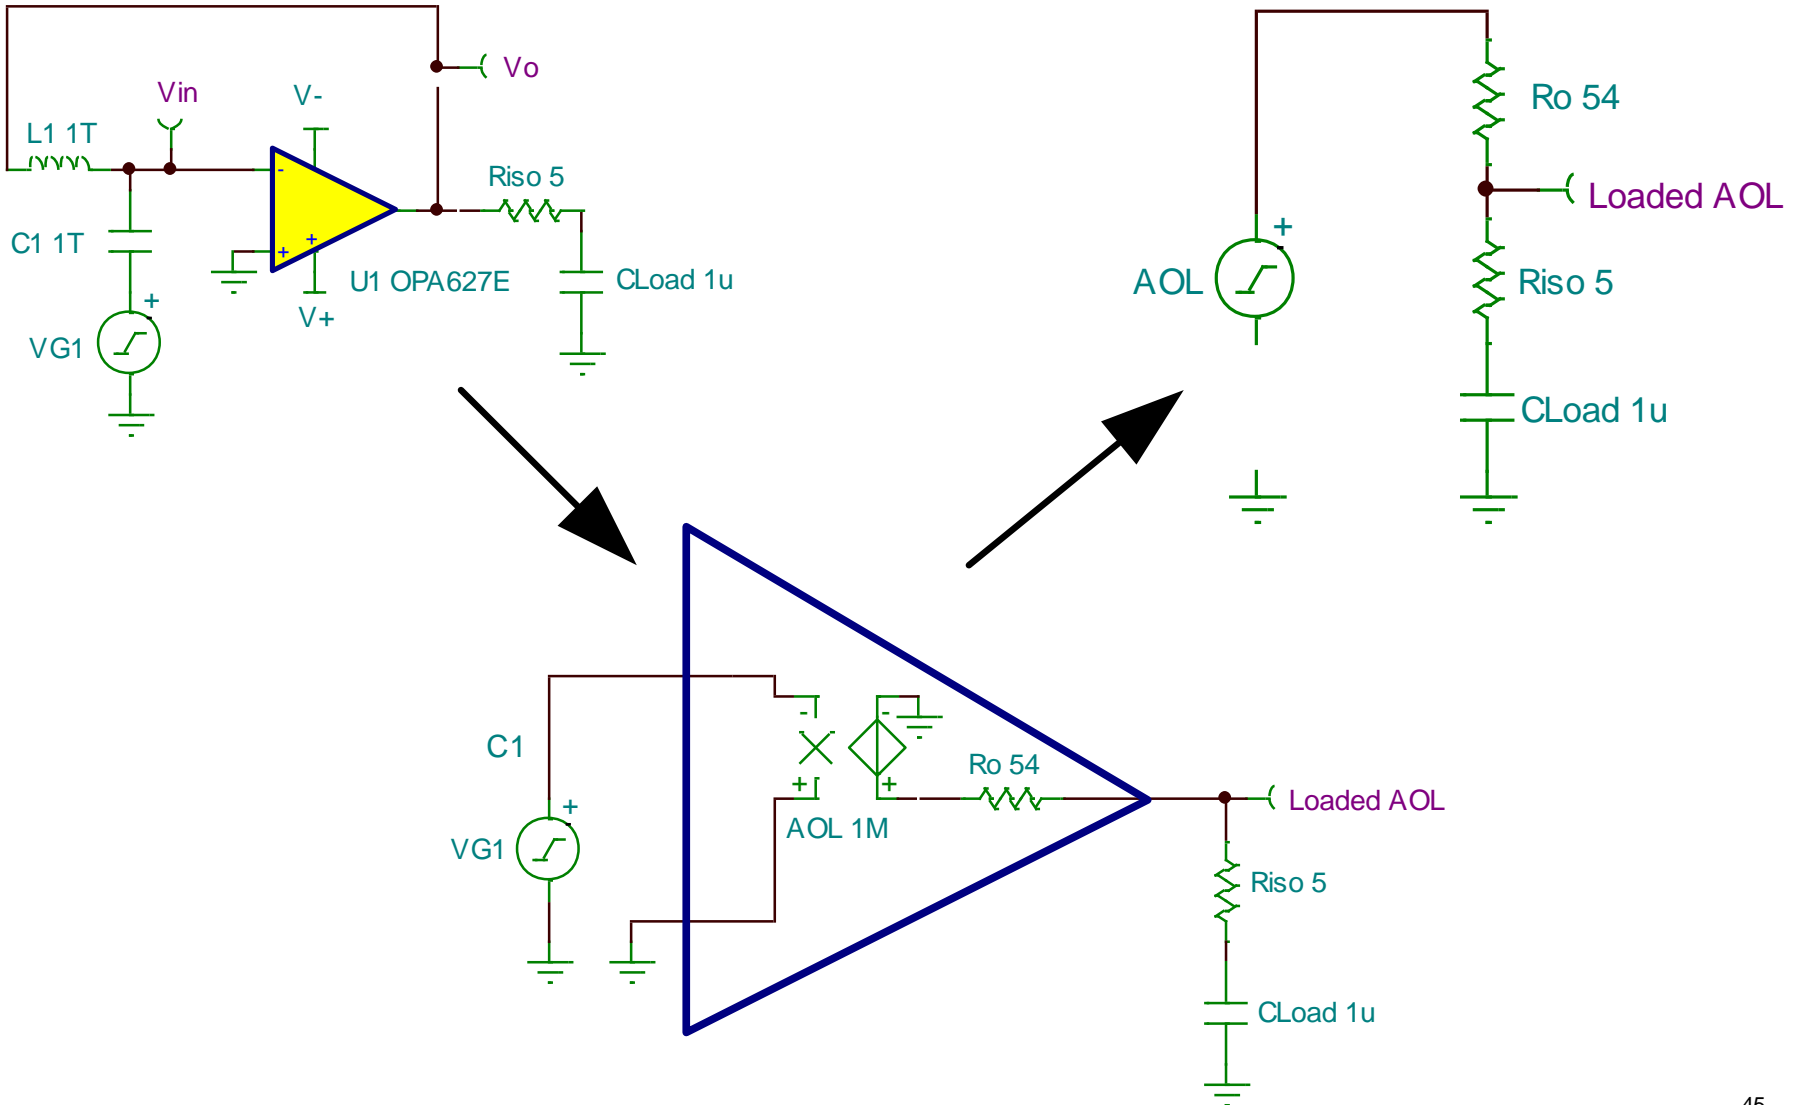 Vo
Vin
V-
L1 1T
Riso 5
C1 1T
U1 OPA627E
CLoad 1u
V+
VG1
Ro 54
Loaded AOL
AOL
Riso 5
CLoad 1u
C1
Ro 54
AOL 1M
Loaded AOL
VG1
Riso 5
CLoad 1u